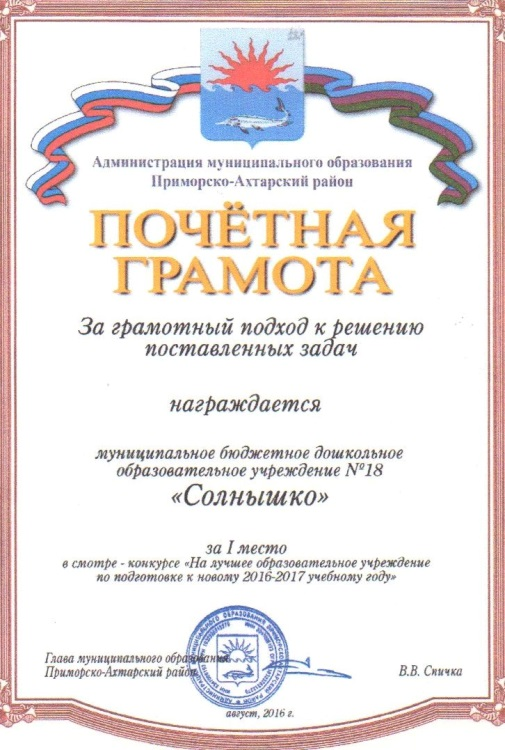 Администрация муниципального образования
Приморско-Ахтарский район
ПОЧЁТНАЯ
ГРАМОТА
За грамотный подход к решению
поставленных задач
награждается
муниципальное бюджетное дошкольное
образовательное учреждение №18
«Солнышко»
за I место
в смотре - конкурсе «На лучшее образовательное учреждение
по подготовке к новому 2016-2017 учебному году»
Глава муниципального образования
Приморско-Ахтарский район
В.В. Спичка
август, 2016 г.